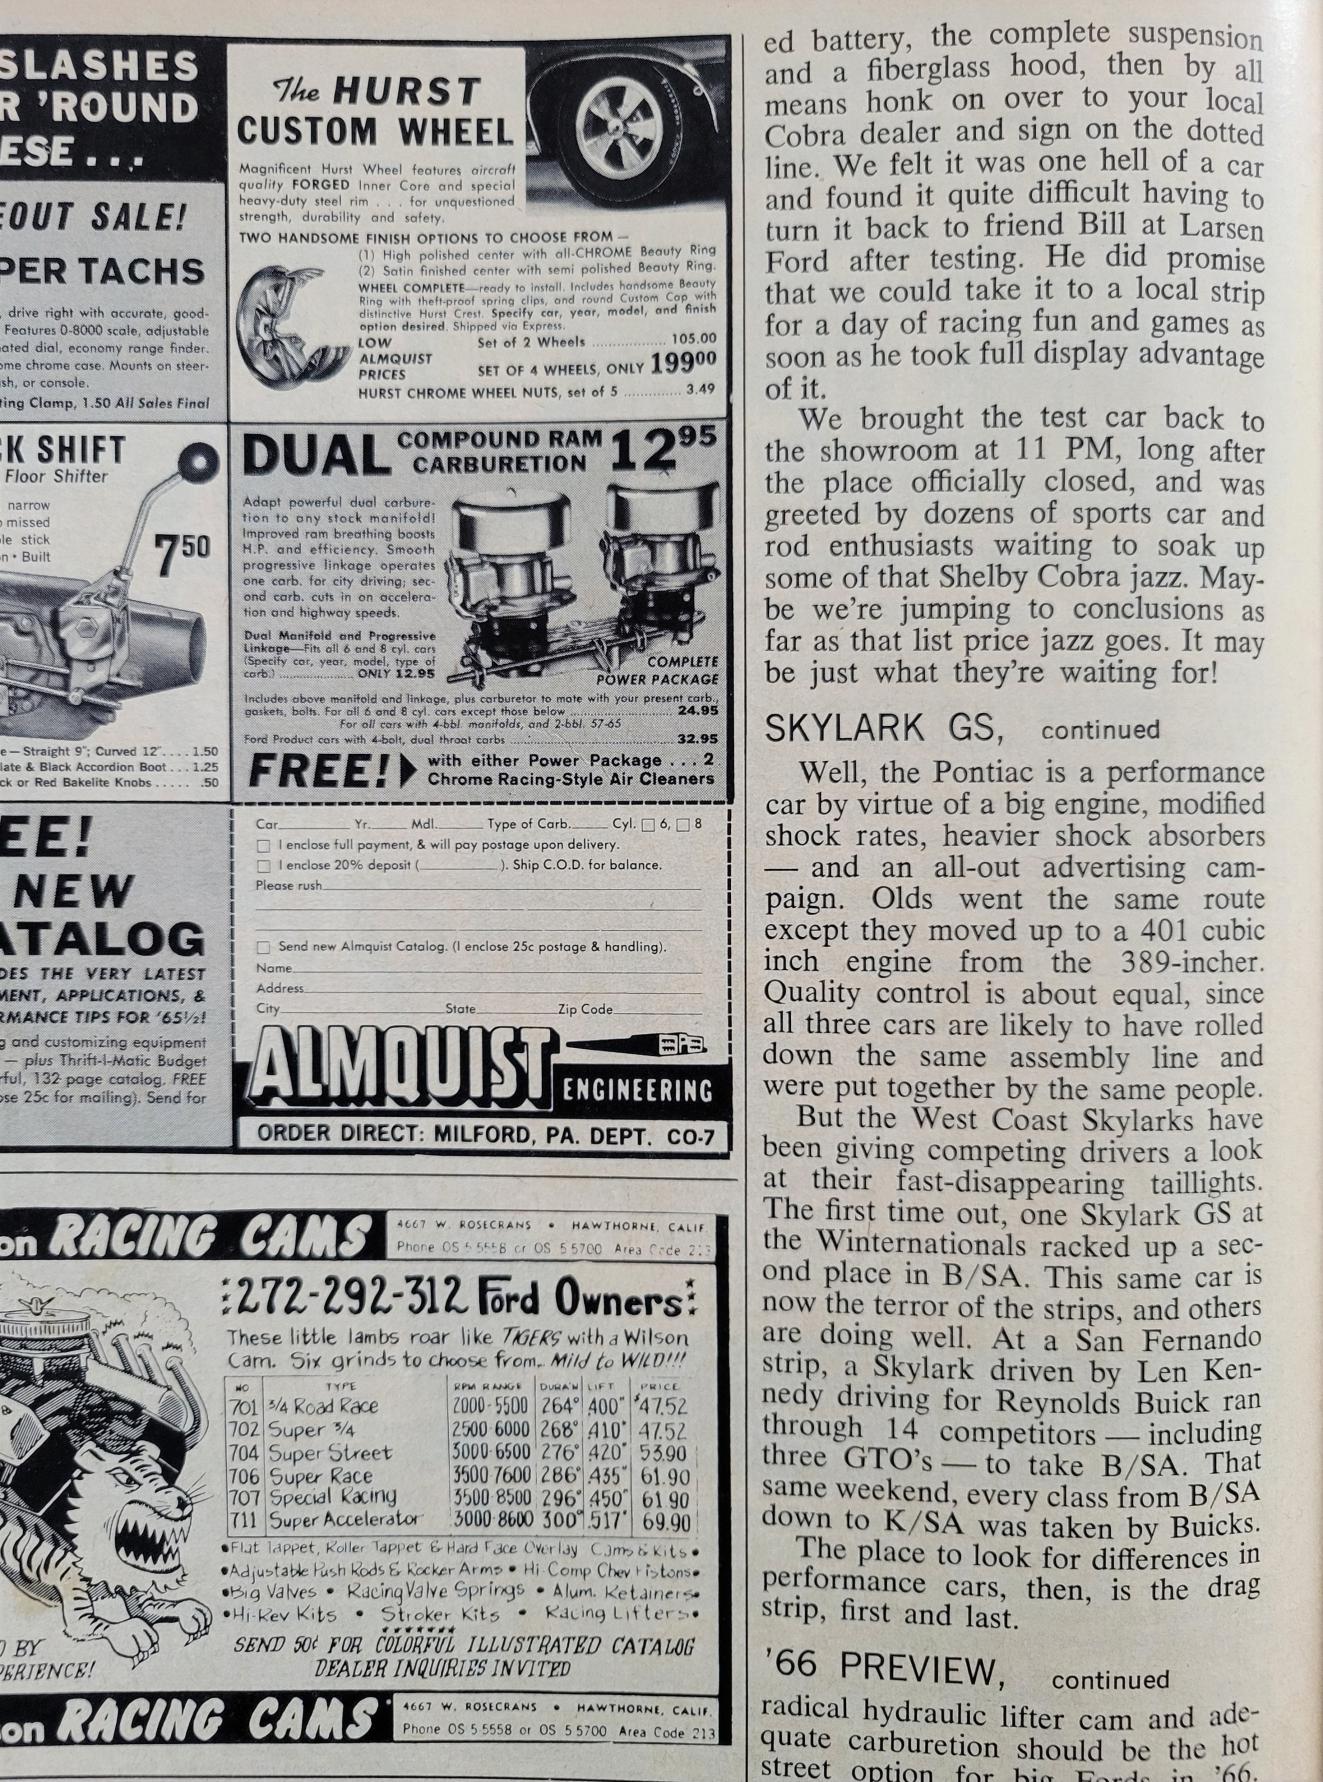 SLASHES
R 'ROUND
ESE . . .
EOUT SALE!
PER TACHS
, drive right with accurate, good-
Features 0-8000 scale, adjustable
ated dial, economy range finder.
ome chrome case. Mounts on steer-
sh, or console.
ting Clamp, 1.50 All Sales Final
CK SHIFT
Floor Shifter
narrow
o missed
ble stick
on • Built
7 50
e — Straight 9"; Curved 12". . . . 1.50
late & Black Accordion Boot . . . 1.25
ck or Red Bakelite Knobs . . . . . .50
EE!
NEW
ATALOG
DES THE VERY LATEST
MENT, APPLICATIONS, &
RMANCE TIPS FOR '65½!
g and customizing equipment
— plus Thrift-I-Matic Budget
rful, 132 page catalog. FREE
ose 25c for mailing). Send for
The HURST
CUSTOM WHEEL
Magnificent Hurst Wheel features aircraft
quality FORGED Inner Core and special
heavy-duty steel rim . . . for unquestioned
strength, durability and safety.
TWO HANDSOME FINISH OPTIONS TO CHOOSE FROM —
(1) High polished center with all-CHROME Beauty Ring
(2) Satin finished center with semi polished Beauty Ring.
WHEEL COMPLETE—ready to install. Includes handsome Beauty
Ring with theft-proof spring clips, and round Custom Cap with
distinctive Hurst Crest. Specify car, year, model, and finish
option desired. Shipped via Express.
LOW Set of 2 Wheels ................ 105.00
ALMQUIST
PRICES SET OF 4 WHEELS, ONLY 199 00
HURST CHROME WHEEL NUTS, set of 5 ............. 3.49
DUAL COMPOUND RAM
CARBURETION 12 95
Adapt powerful dual carbure-
tion to any stock manifold!
Improved ram breathing boosts
H.P. and efficiency. Smooth
progressive linkage operates
one carb. for city driving; sec-
ond carb. cuts in on accelera-
tion and highway speeds.
Dual Manifold and Progressive
Linkage—Fits all 6 and 8 cyl. cars
(Specify car, year, model, type of
carb.) .................... ONLY 12.95
COMPLETE
POWER PACKAGE
Includes above manifold and linkage, plus carburetor to mate with your present carb.,
gaskets, bolts. For all 6 and 8 cyl. cars except those below .......................... 24.95
For all cars with 4-bbl. manifolds, and 2-bbl. 57-65
Ford Product cars with 4-bolt, dual throat carbs ........................................ 32.95
FREE! with either Power Package . . . 2
Chrome Racing-Style Air Cleaners
Car Yr. Mdl. Type of Carb. Cyl. □ 6, □ 8
□ I enclose full payment, & will pay postage upon delivery.
□ I enclose 20% deposit ( ). Ship C.O.D. for balance.
Please rush
□ Send new Almquist Catalog. (I enclose 25c postage & handling).
Name
Address
City State Zip Code
ALMQUIST
ENGINEERING
ORDER DIRECT: MILFORD, PA. DEPT. CO-7
on RACING CAMS
4667 W. ROSECRANS • HAWTHORNE, CALIF.
Phone OS 5 5558 or OS 5 5700 Area Code 213
272-292-312 Ford Owners
These little lambs roar like TIGERS with a Wilson
Cam. Six grinds to choose from... Mild to WILD!!!
NO TYPE RPM RANGE DURA'N LIFT PRICE
701 3/4 Road Race 2000-5500 264° .400" $47.52
702 Super 3/4 2500-6000 268° .410" 47.52
704 Super Street 3000-6500 276° .420" 53.90
706 Super Race 3500-7600 286° .435" 61.90
707 Special Racing 3500-8500 296° .450" 61.90
711 Super Accelerator 3000-8600 300° .517" 69.90
• Flat Tappet, Roller Tappet & Hard Face Overlay Cams & Kits •
• Adjustable Push Rods & Rocker Arms • Hi Comp Chev Pistons •
• Big Valves • Racing Valve Springs • Alum. Retainers •
• Hi-Rev Kits • Stroker Kits • Racing Lifters •
SEND 50¢ FOR COLORFUL ILLUSTRATED CATALOG
DEALER INQUIRIES INVITED
D BY
PERIENCE!
on RACING CAMS
4667 W. ROSECRANS • HAWTHORNE, CALIF.
Phone OS 5 5558 or OS 5 5700 Area Code 213
ed battery, the complete suspension
and a fiberglass hood, then by all
means honk on over to your local
Cobra dealer and sign on the dotted
line. We felt it was one hell of a car
and found it quite difficult having to
turn it back to friend Bill at Larsen
Ford after testing. He did promise
that we could take it to a local strip
for a day of racing fun and games as
soon as he took full display advantage
of it.
We brought the test car back to
the showroom at 11 PM, long after
the place officially closed, and was
greeted by dozens of sports car and
rod enthusiasts waiting to soak up
some of that Shelby Cobra jazz. May-
be we're jumping to conclusions as
far as that list price jazz goes. It may
be just what they're waiting for!
SKYLARK GS, continued
Well, the Pontiac is a performance
car by virtue of a big engine, modified
shock rates, heavier shock absorbers
— and an all-out advertising cam-
paign. Olds went the same route
except they moved up to a 401 cubic
inch engine from the 389-incher.
Quality control is about equal, since
all three cars are likely to have rolled
down the same assembly line and
were put together by the same people.
But the West Coast Skylarks have
been giving competing drivers a look
at their fast-disappearing taillights.
The first time out, one Skylark GS at
the Winternationals racked up a sec-
ond place in B/SA. This same car is
now the terror of the strips, and others
are doing well. At a San Fernando
strip, a Skylark driven by Len Ken-
nedy driving for Reynolds Buick ran
through 14 competitors — including
three GTO's — to take B/SA. That
same weekend, every class from B/SA
down to K/SA was taken by Buicks.
The place to look for differences in
performance cars, then, is the drag
strip, first and last.
'66 PREVIEW, continued
radical hydraulic lifter cam and ade-
quate carburetion should be the hot
street option for big Fords in '66.